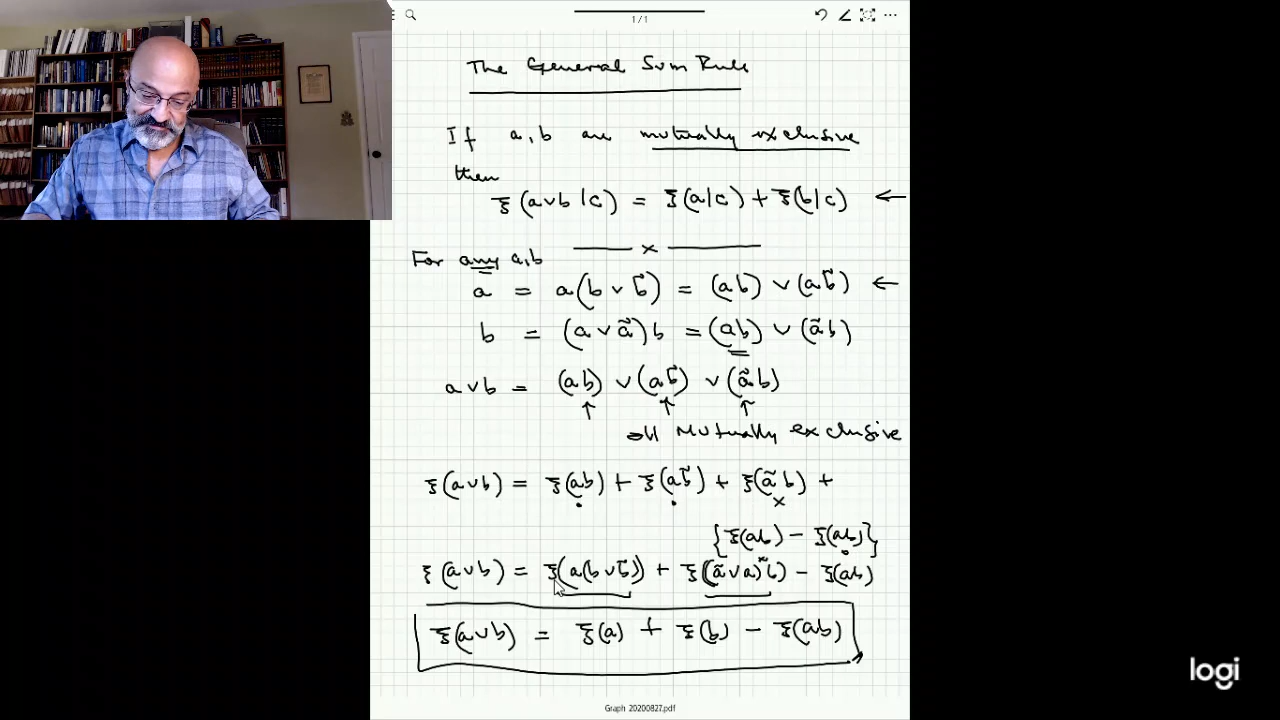 1 / 1
The General Sum Rule
If a, b are mutually exclusive
then
ξ(a∨b|c) = ξ(a|c) + ξ(b|c) ←
— x —
For any a,b
a = a(b ∨ b̃) = (ab) ∨ (ab̃) ←
b = (a ∨ ã) b = (ab) ∨ (ãb)
a∨b = (ab) ∨ (ab̃) ∨ (ãb)
↑ ↑ ↑
all Mutually exclusive
ξ(a∨b) = ξ(ab) + ξ(ab̃) + ξ(ãb) +
{ξ(ab) − ξ(ab)}
ξ(a∨b) = ξ(a(b∨b̃)) + ξ((ã∨a)b) − ξ(ab)
ξ(a∨b) = ξ(a) + ξ(b) − ξ(ab)
logi
Graph 20200827.pdf